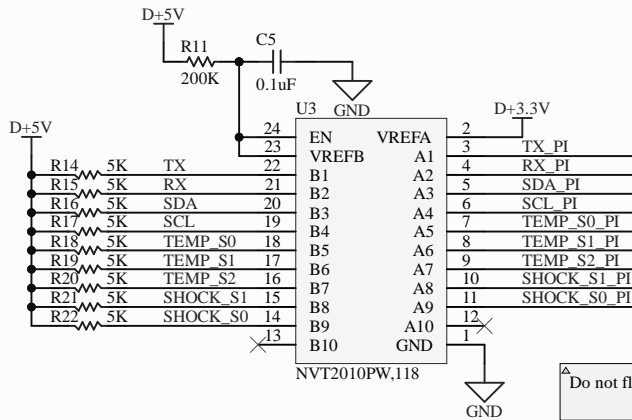 D+5V
R11
200K
C5
0.1uF
GND
U3
D+5V
D+3.3V
24 EN VREFA 2
23 VREFB A1 3 TX_PI
R14 5K TX 22 B1 A2 4 RX_PI
R15 5K RX 21 B2 A3 5 SDA_PI
R16 5K SDA 20 B3 A4 6 SCL_PI
R17 5K SCL 19 B4 A5 7 TEMP_S0_PI
R18 5K TEMP_S0 18 B5 A6 8 TEMP_S1_PI
R19 5K TEMP_S1 17 B6 A7 9 TEMP_S2_PI
R20 5K TEMP_S2 16 B7 A8 10 SHOCK_S1_PI
R21 5K SHOCK_S1 15 B8 A9 11 SHOCK_S0_PI
R22 5K SHOCK_S0 14 B9 A10 12
13 B10 GND 1
NVT2010PW,118
GND
Do not fl